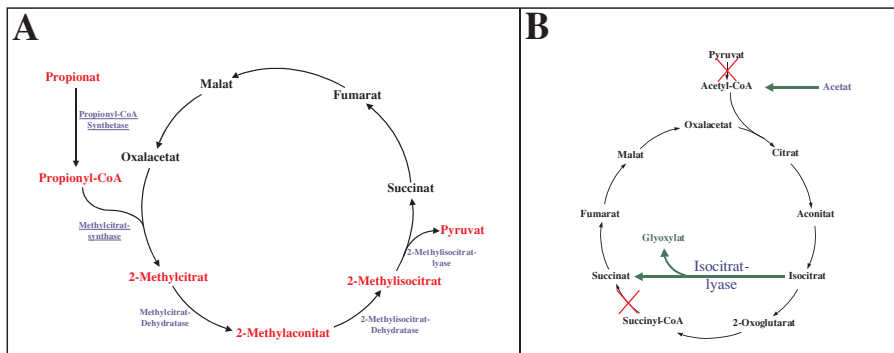 A
Propionat
Propionyl-CoA
Synthetase
Propionyl-CoA
Methylcitrat-
synthase
Malat
Fumarat
Oxalacetat
Succinat
Pyruvat
2-Methylisocitrat-
lyase
2-Methylcitrat
2-Methylisocitrat
Methylcitrat-
Dehydratase
2-Methylaconitat
2-Methylisocitrat-
Dehydratase
B
Pyruvat
Acetyl-CoA
Acetat
Oxalacetat
Citrat
Malat
Aconitat
Fumarat
Glyoxylat
Isocitrat-
lyase
Succinat
Isocitrat
Succinyl-CoA
2-Oxoglutarat